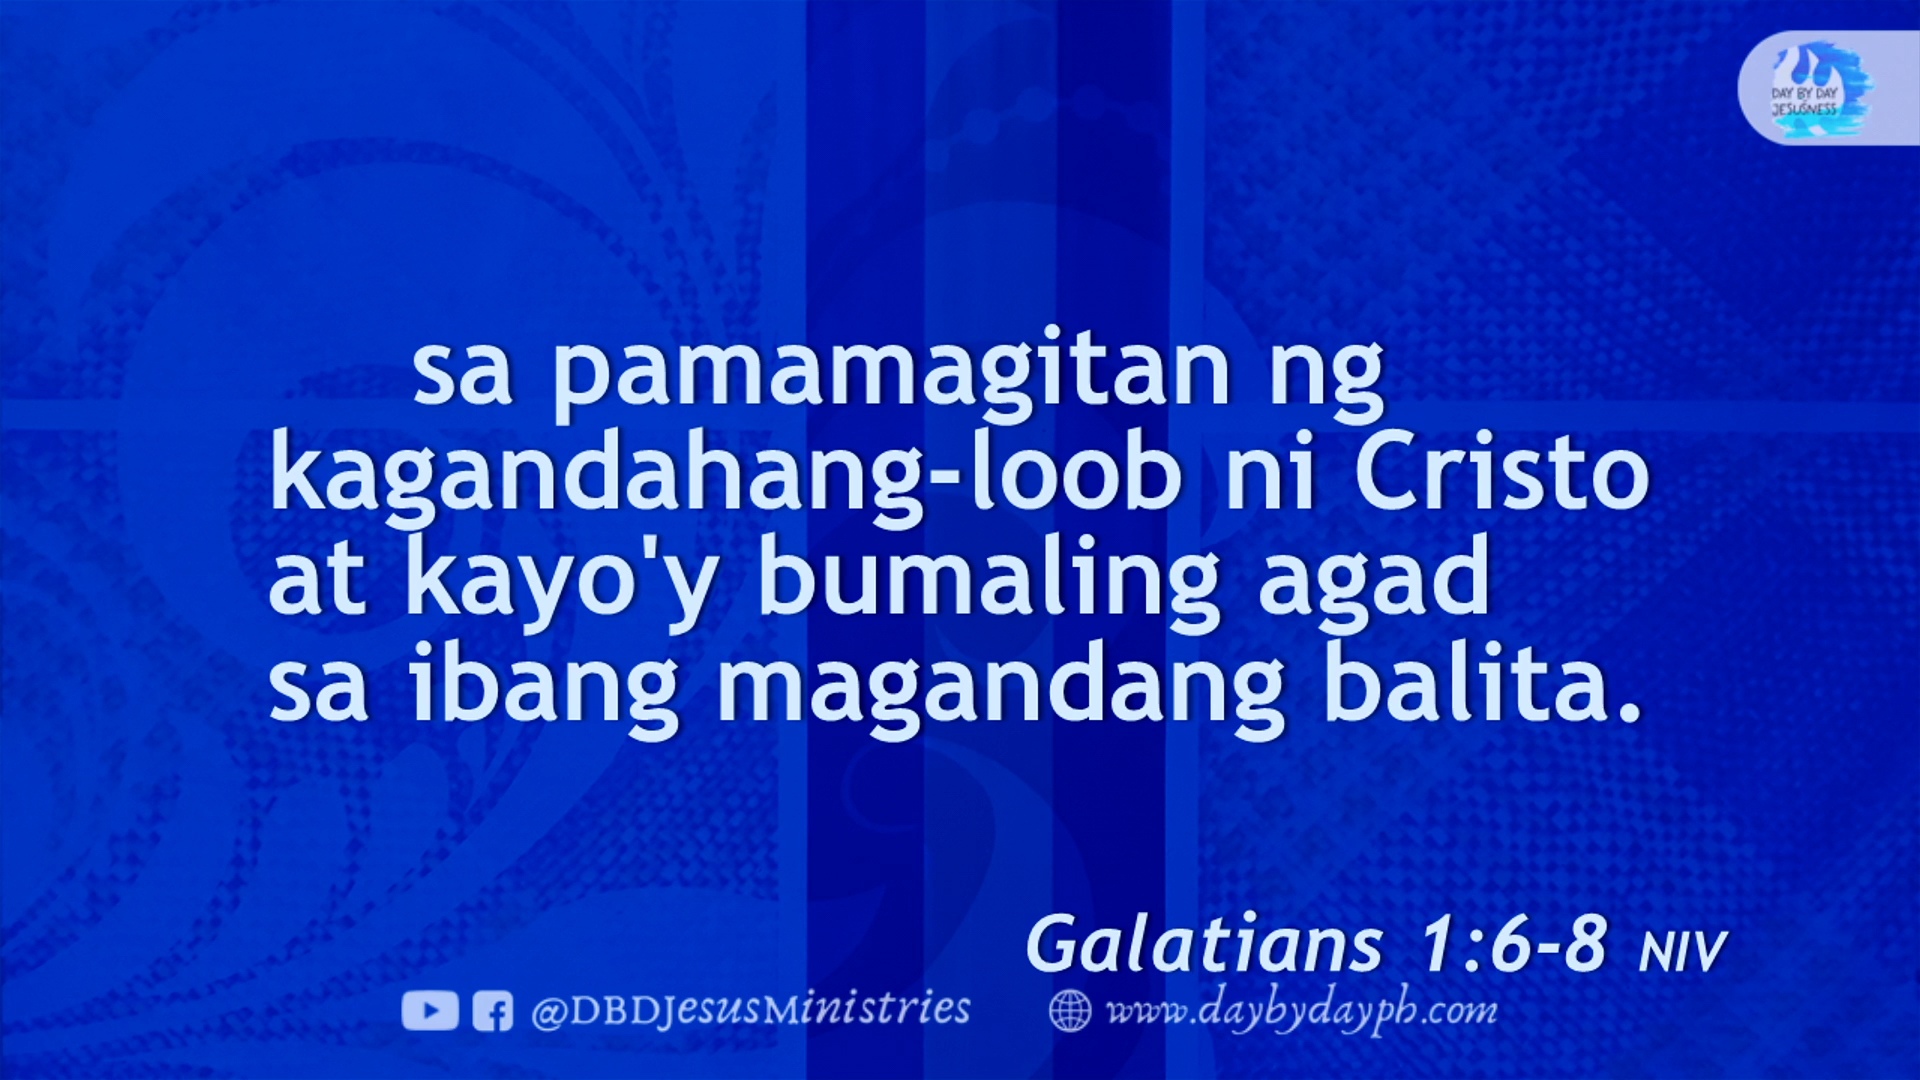 DAY BY DAY
JESUSNESS
sa pamamagitan ng
kagandahang-loob ni Cristo
at kayo'y bumaling agad
sa ibang magandang balita.
Galatians 1:6-8 NIV
@DBDJesusMinistries www.daybydayph.com